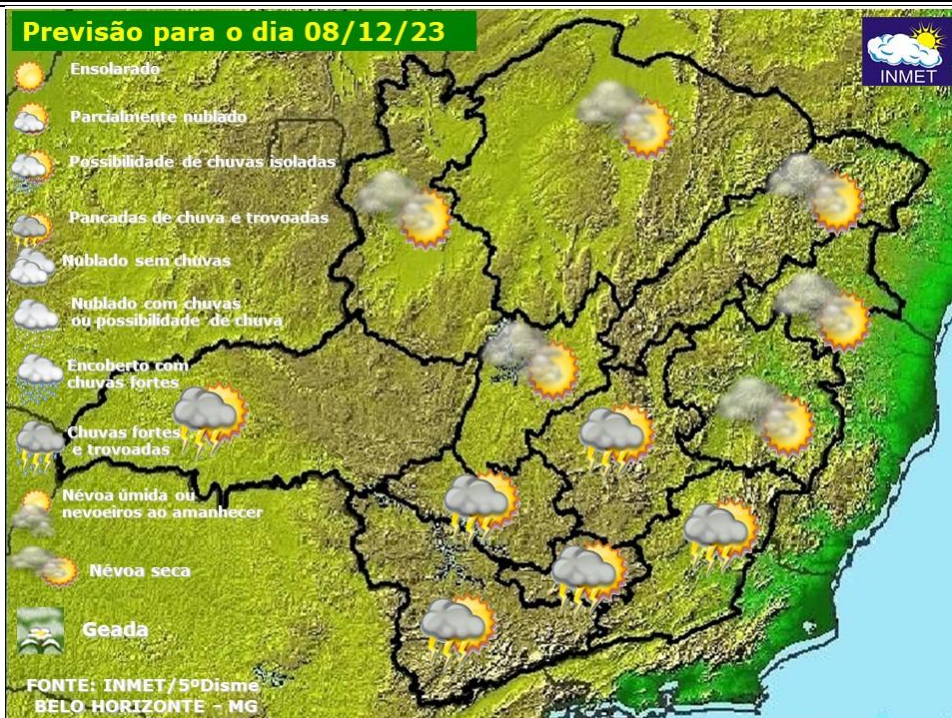 Previsão para o dia 08/12/23
INMET
Ensolarado
Parcialmente nublado
Possibilidade de chuvas isoladas
Pancadas de chuva e trovoadas
Nublado sem chuvas
Nublado com chuvas
ou possibilidade de chuva
Encoberto com
chuvas fortes
Chuvas fortes
e trovoadas
Névoa úmida ou
nevoeiros ao amanhecer
Névoa seca
Geada
FONTE: INMET/5ºDisme
BELO HORIZONTE - MG